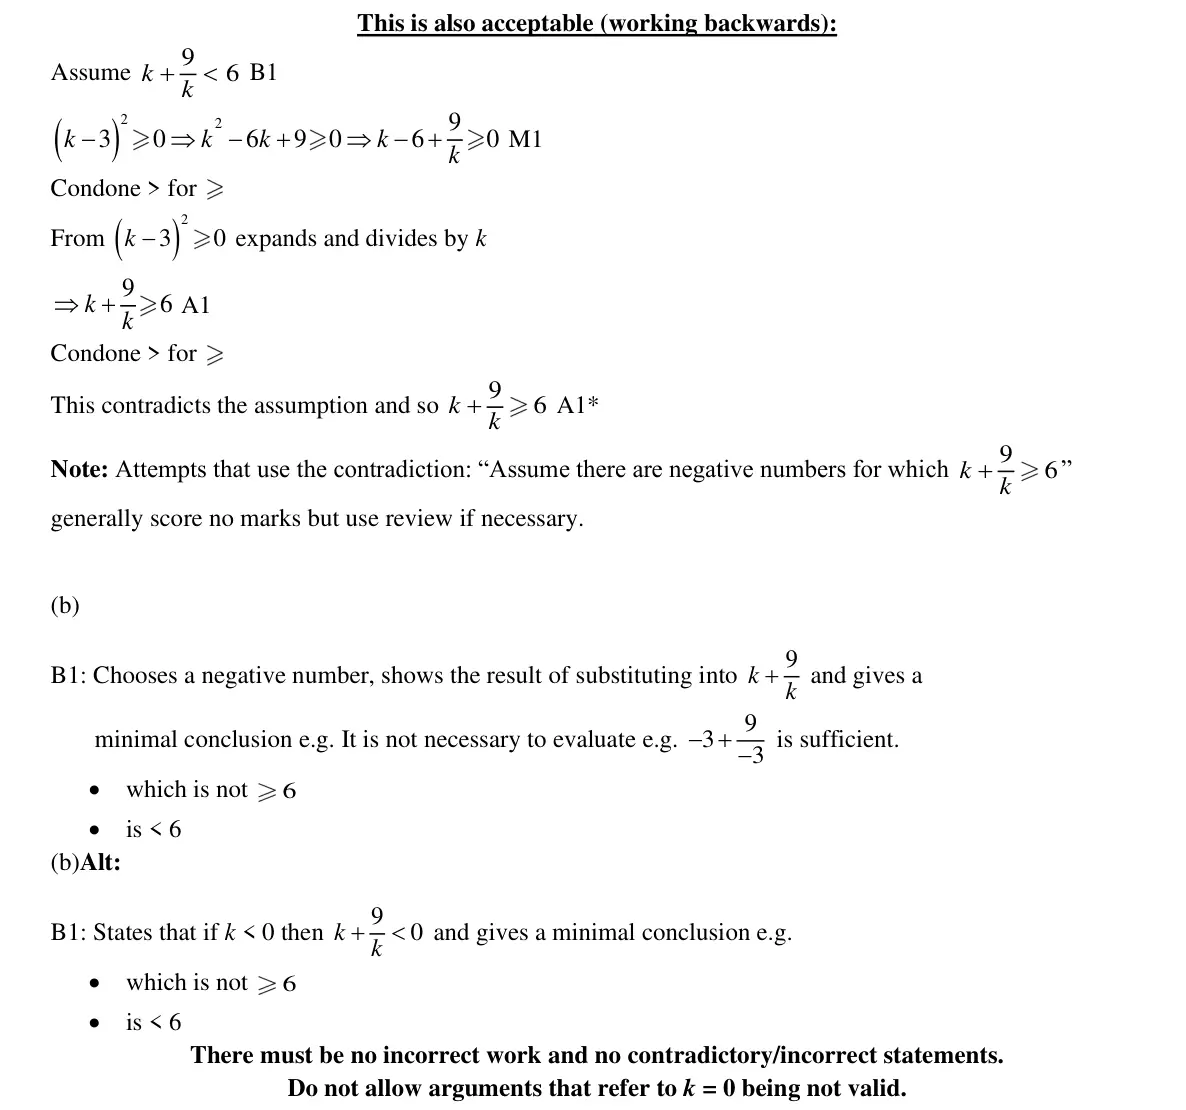 This is also acceptable (working backwards):
Assume k + 9/k < 6 B1
(k − 3)² ⩾ 0 ⇒ k² − 6k + 9 ⩾ 0 ⇒ k − 6 + 9/k ⩾ 0 M1
Condone > for ⩾
From (k − 3)² ⩾ 0 expands and divides by k
⇒ k + 9/k ⩾ 6 A1
Condone > for ⩾
This contradicts the assumption and so k + 9/k ⩾ 6 A1*
Note: Attempts that use the contradiction: “Assume there are negative numbers for which k + 9/k ⩾ 6”
generally score no marks but use review if necessary.
(b)
B1: Chooses a negative number, shows the result of substituting into k + 9/k and gives a
minimal conclusion e.g. It is not necessary to evaluate e.g. −3 + 9/−3 is sufficient.
• which is not ⩾ 6
• is < 6
(b)Alt:
B1: States that if k < 0 then k + 9/k < 0 and gives a minimal conclusion e.g.
• which is not ⩾ 6
• is < 6
There must be no incorrect work and no contradictory/incorrect statements.
Do not allow arguments that refer to k = 0 being not valid.